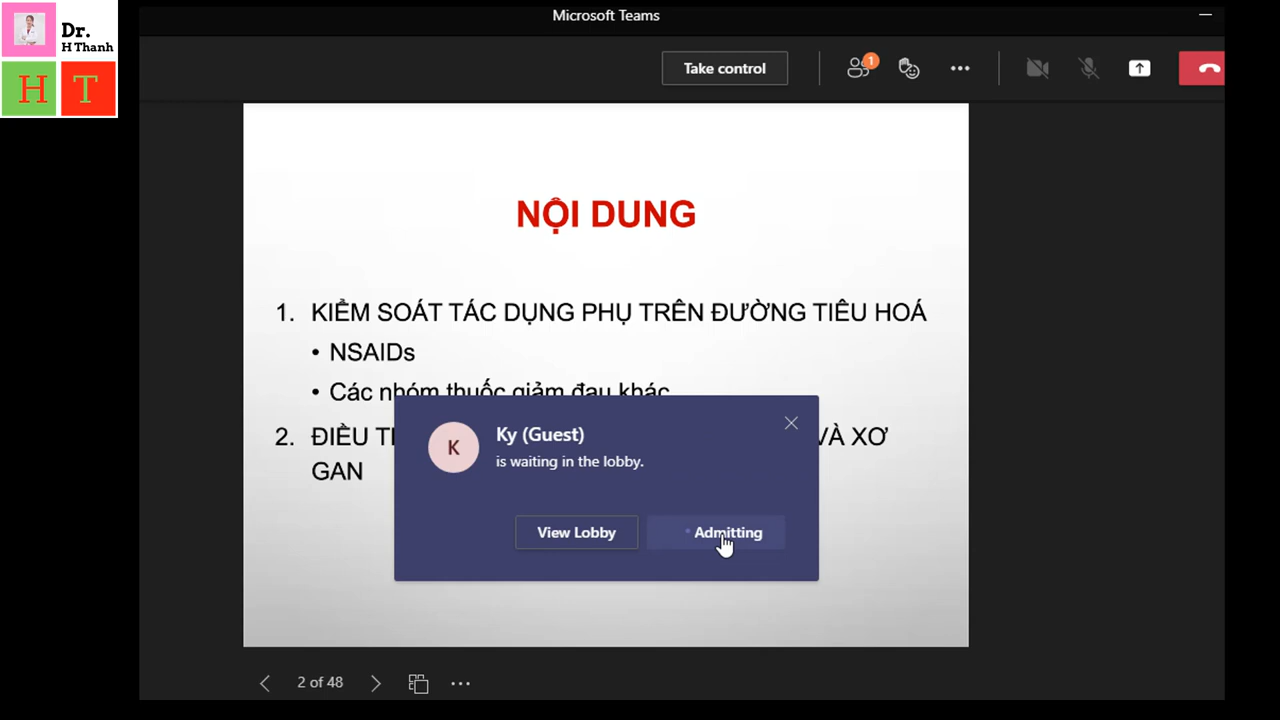 Dr.
H Thanh
H T
Microsoft Teams
Take control
1
NỘI DUNG
1. KIỂM SOÁT TÁC DỤNG PHỤ TRÊN ĐƯỜNG TIÊU HOÁ
• NSAIDs
• Các nhóm thuốc giảm đau khác
2. ĐIỀU VÀ XƠ
GAN
K
Ky (Guest)
is waiting in the lobby.
View Lobby
Admitting
2 of 48